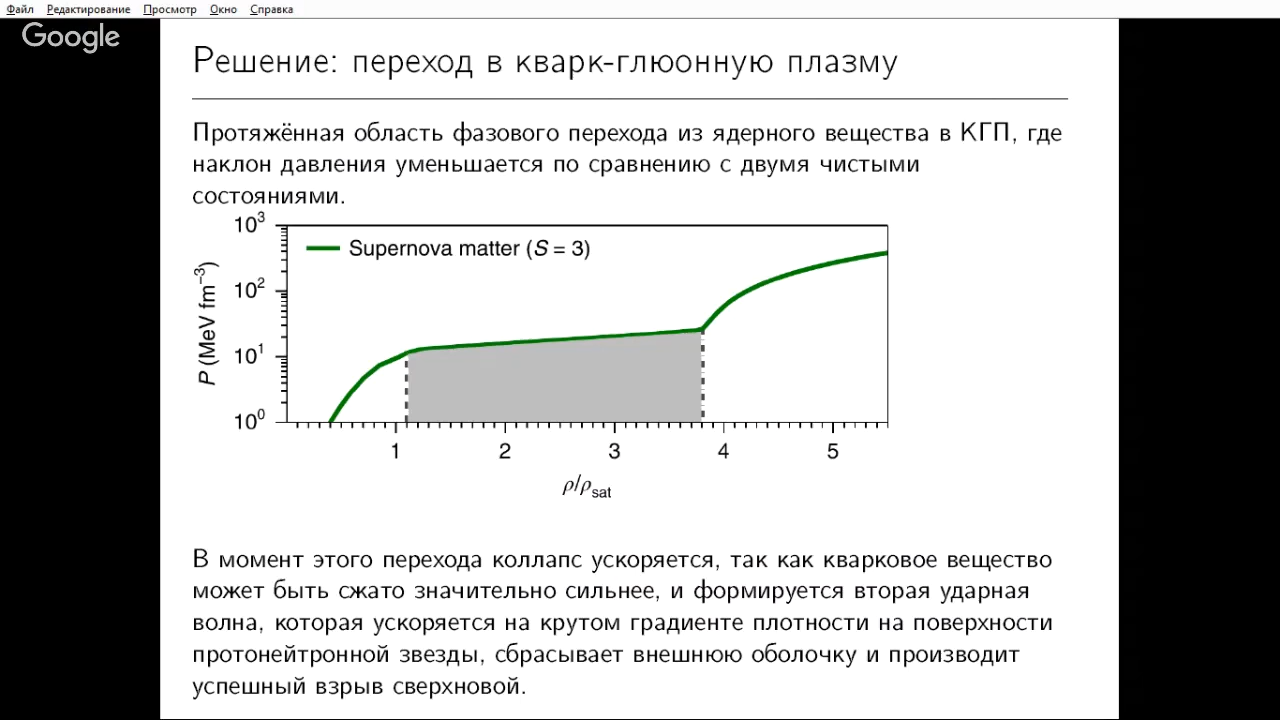 Файл Редактирование Просмотр Окно Справка
Google
Решение: переход в кварк-глюонную плазму
Протяжённая область фазового перехода из ядерного вещества в КГП, где
наклон давления уменьшается по сравнению с двумя чистыми
состояниями.
10³
Supernova matter (S = 3)
10²
P (MeV fm⁻³)
10¹
10⁰
1 2 3 4 5
ρ/ρsat
В момент этого перехода коллапс ускоряется, так как кварковое вещество
может быть сжато значительно сильнее, и формируется вторая ударная
волна, которая ускоряется на крутом градиенте плотности на поверхности
протонейтронной звезды, сбрасывает внешнюю оболочку и производит
успешный взрыв сверхновой.